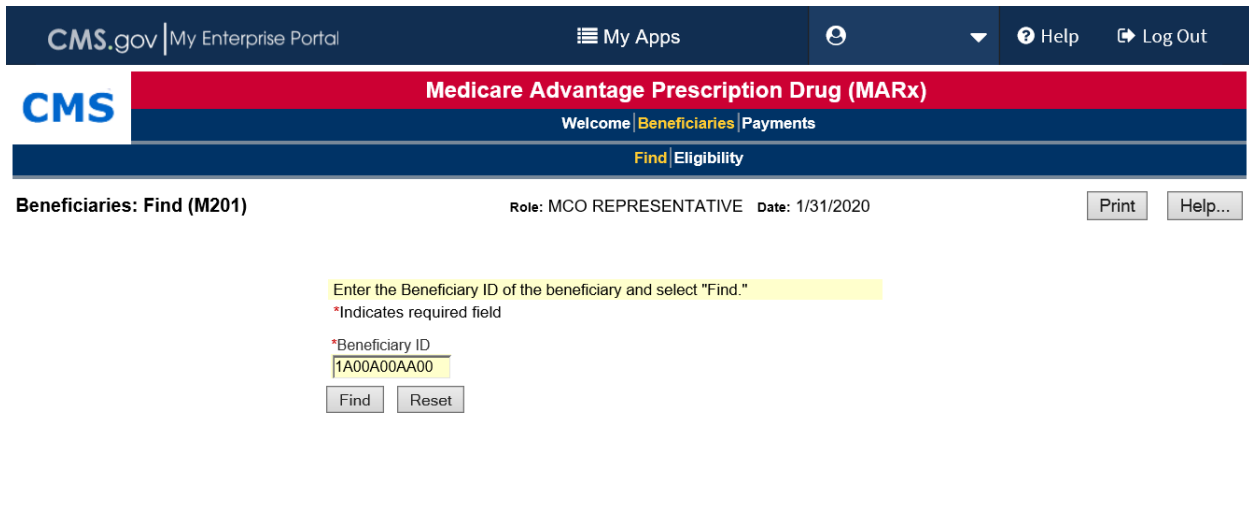 CMS.gov My Enterprise Portal My Apps Help Log Out
CMS
Medicare Advantage Prescription Drug (MARx)
Welcome|Beneficiaries|Payments
Find|Eligibility
Beneficiaries: Find (M201) Role: MCO REPRESENTATIVE Date: 1/31/2020 Print Help...
Enter the Beneficiary ID of the beneficiary and select "Find."
*Indicates required field
*Beneficiary ID
1A00A00AA00
Find Reset